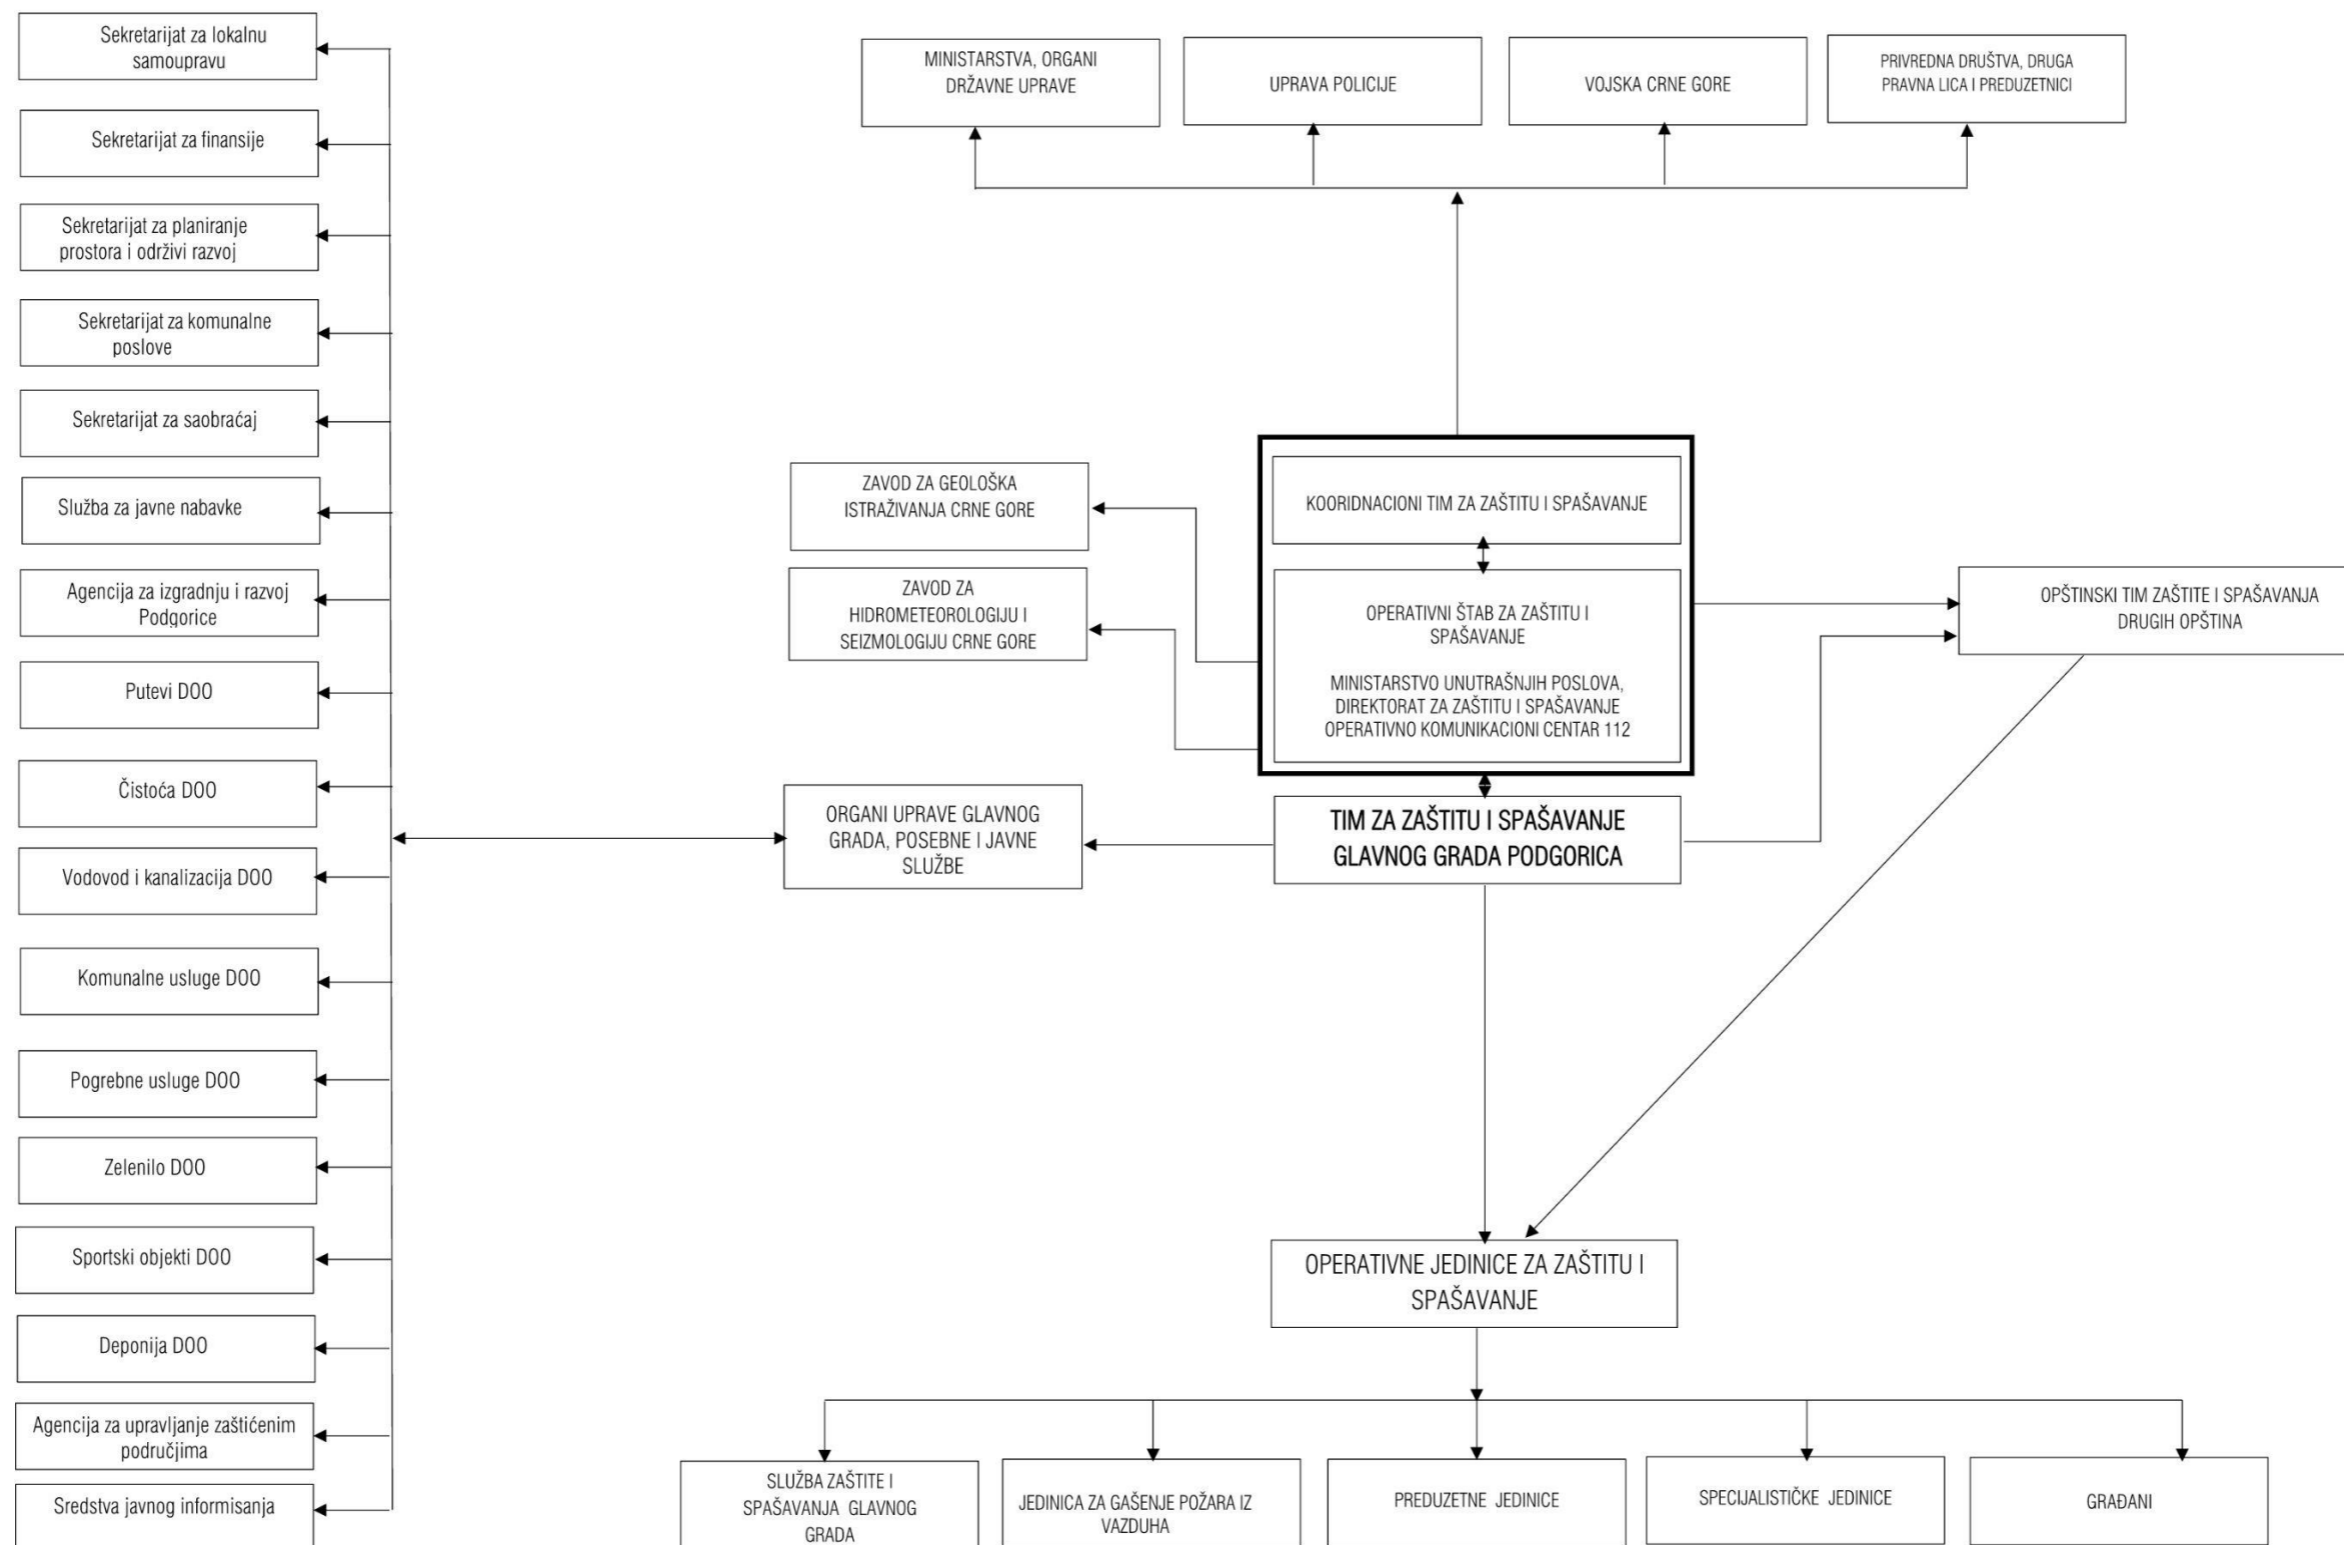 Sekretarijat za lokalnu
samoupravu
Sekretarijat za finansije
Sekretarijat za planiranje
prostora i održivi razvoj
Sekretarijat za komunalne
poslove
Sekretarijat za saobraćaj
Služba za javne nabavke
Agencija za izgradnju i razvoj
Podgorice
Putevi DOO
Čistoća DOO
Vodovod i kanalizacija DOO
Komunalne usluge DOO
Pogrebne usluge DOO
Zelenilo DOO
Sportski objekti DOO
Deponija DOO
Agencija za upravljanje zaštićenim
područjima
Sredstva javnog informisanja
MINISTARSTVA, ORGANI
DRŽAVNE UPRAVE
UPRAVA POLICIJE
VOJSKA CRNE GORE
PRIVREDNA DRUŠTVA, DRUGA
PRAVNA LICA I PREDUZETNICI
ZAVOD ZA GEOLOŠKA
ISTRAŽIVANJA CRNE GORE
ZAVOD ZA
HIDROMETEOROLOGIJU I
SEIZMOLOGIJU CRNE GORE
KOORIDNACIONI TIM ZA ZAŠTITU I SPAŠAVANJE
OPERATIVNI ŠTAB ZA ZAŠTITU I
SPAŠAVANJE
MINISTARSTVO UNUTRAŠNJIH POSLOVA,
DIREKTORAT ZA ZAŠTITU I SPAŠAVANJE
OPERATIVNO KOMUNIKACIONI CENTAR 112
OPŠTINSKI TIM ZAŠTITE I SPAŠAVANJA
DRUGIH OPŠTINA
ORGANI UPRAVE GLAVNOG
GRADA, POSEBNE I JAVNE
SLUŽBE
TIM ZA ZAŠTITU I SPAŠAVANJE
GLAVNOG GRADA PODGORICA
OPERATIVNE JEDINICE ZA ZAŠTITU I
SPAŠAVANJE
SLUŽBA ZAŠTITE I
SPAŠAVANJA GLAVNOG
GRADA
JEDINICA ZA GAŠENJE POŽARA IZ
VAZDUHA
PREDUZETNE JEDINICE
SPECIJALISTIČKE JEDINICE
GRAĐANI